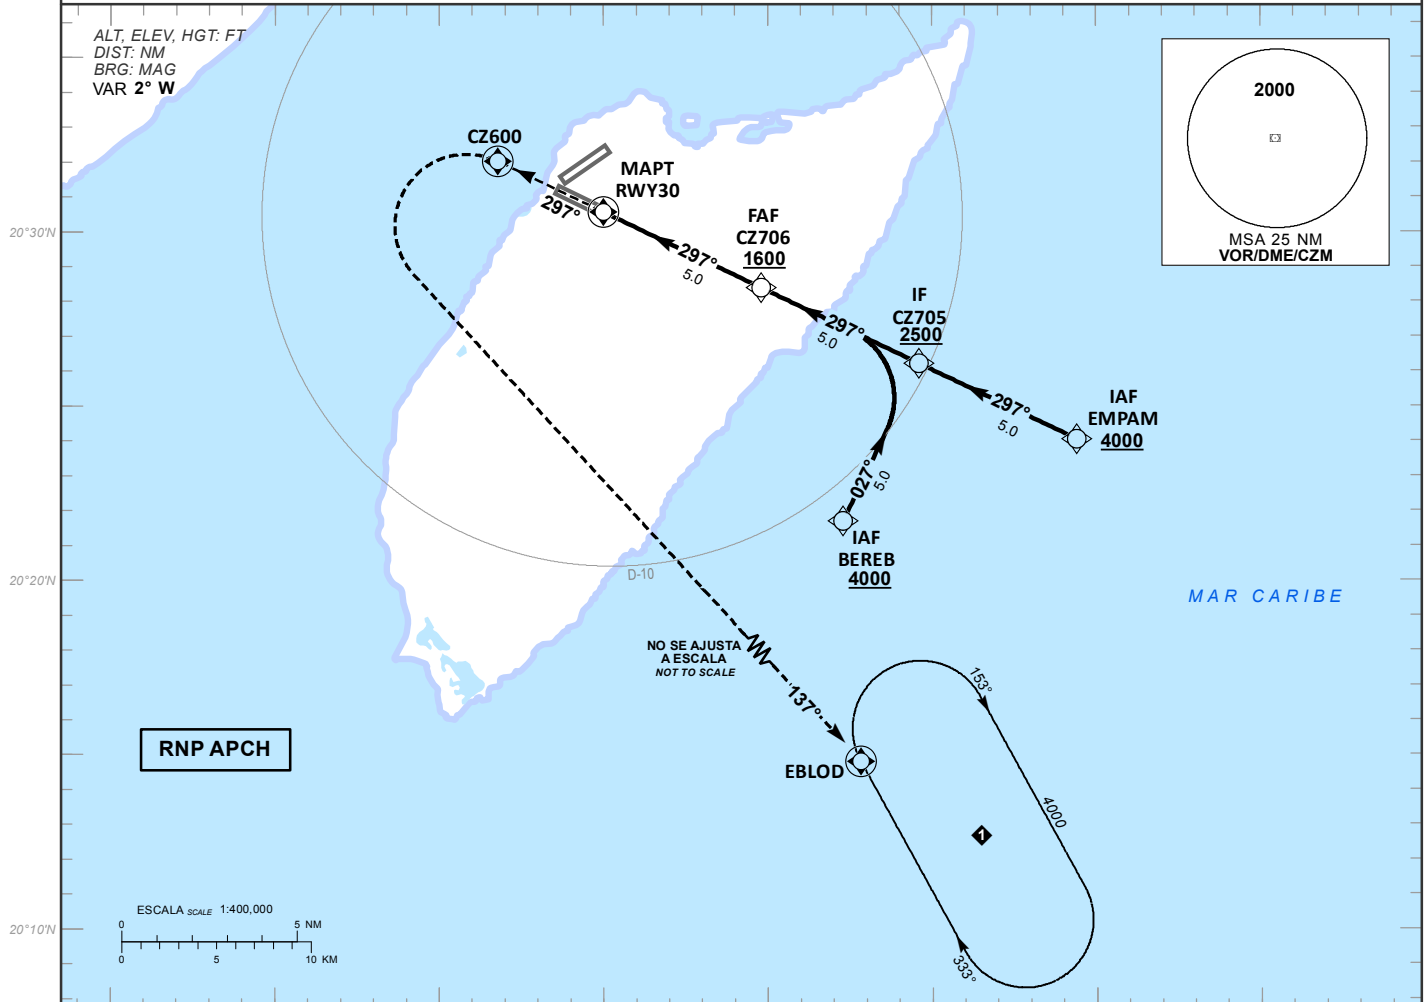 ALT, ELEV, HGT: FT
DIST: NM
BRG: MAG
VAR 2° W
2000
MSA 25 NM
VOR/DME/CZM
CZ600
MAPT
RWY30
297°
FAF
CZ706
1600
297°
5.0
IF
CZ705
2500
297°
5.0
IAF
EMPAM
4000
297°
5.0
027°
5.0
IAF
BEREB
4000
20°30'N
20°20'N
20°10'N
D-10
MAR CARIBE
NO SE AJUSTA
A ESCALA
NOT TO SCALE
137°
EBLOD
153°
4000
1
333°
RNP APCH
ESCALA SCALE 1:400,000
0 5 NM
0 5 10 KM